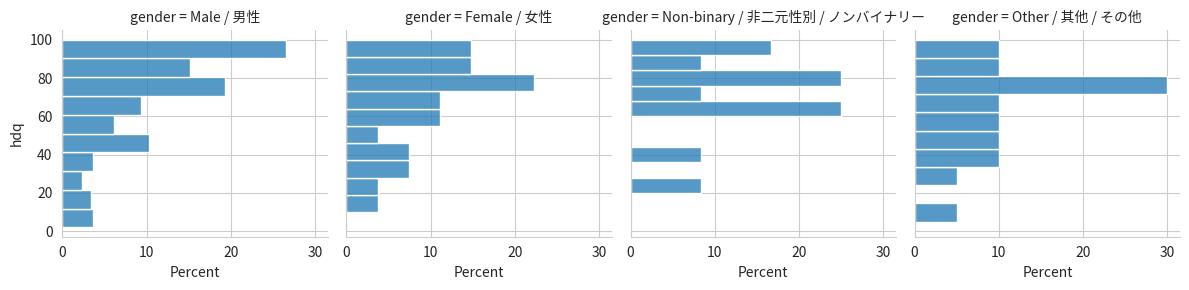 gender = Male / 男性
gender = Female / 女性
gender = Non-binary / 非二元性別 / ノンバイナリー
gender = Other / 其他 / その他
hdq
100
80
60
40
20
0
0 10 20 30
Percent
0 10 20 30
Percent
0 10 20 30
Percent
0 10 20 30
Percent